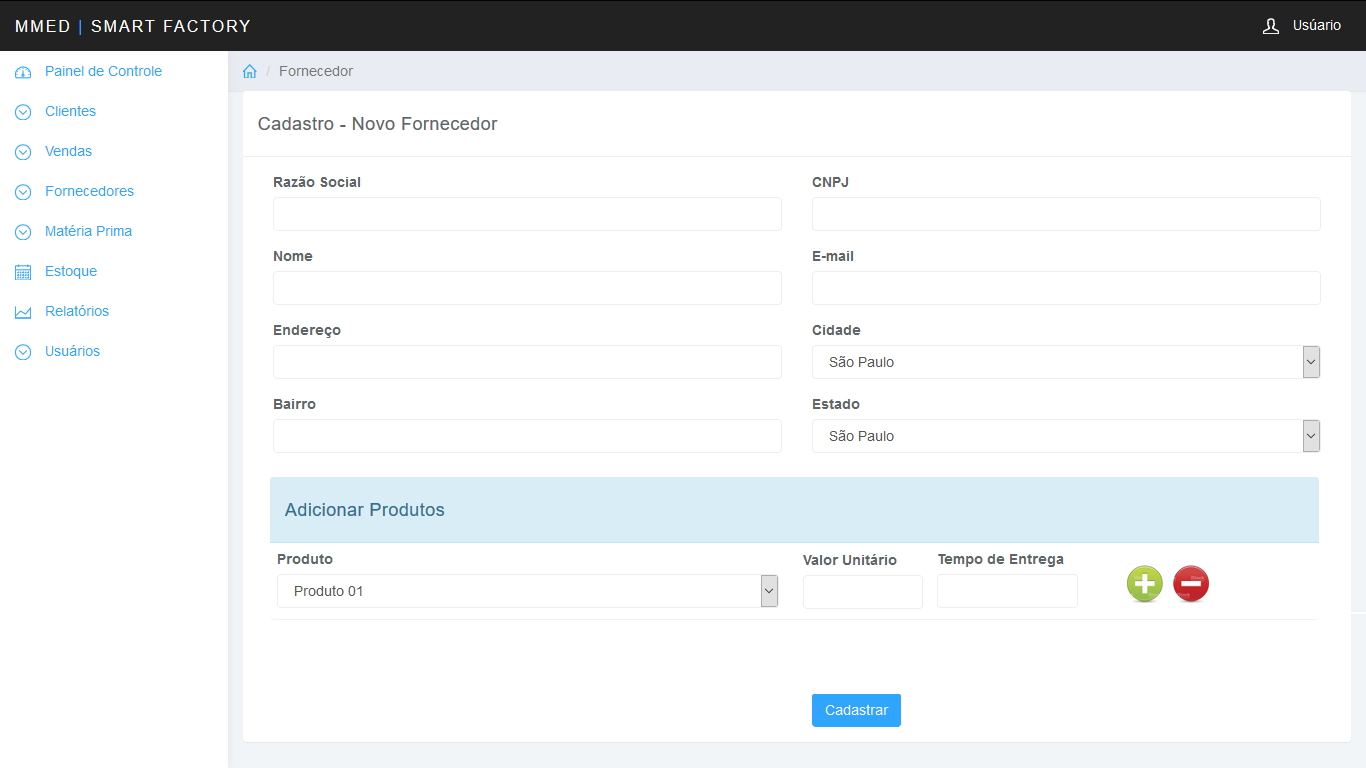 MMED | SMART FACTORY
Usúario
Painel de Controle
Clientes
Vendas
Fornecedores
Matéria Prima
Estoque
Relatórios
Usuários
/ Fornecedor
Cadastro - Novo Fornecedor
Razão Social
CNPJ
Nome
E-mail
Endereço
Cidade
São Paulo
Bairro
Estado
São Paulo
Adicionar Produtos
Produto
Valor Unitário
Tempo de Entrega
Produto 01
Cadastrar